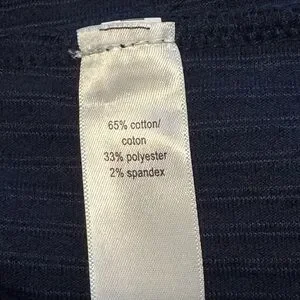 65% cotton/
coton
33% polyester
2% spandex